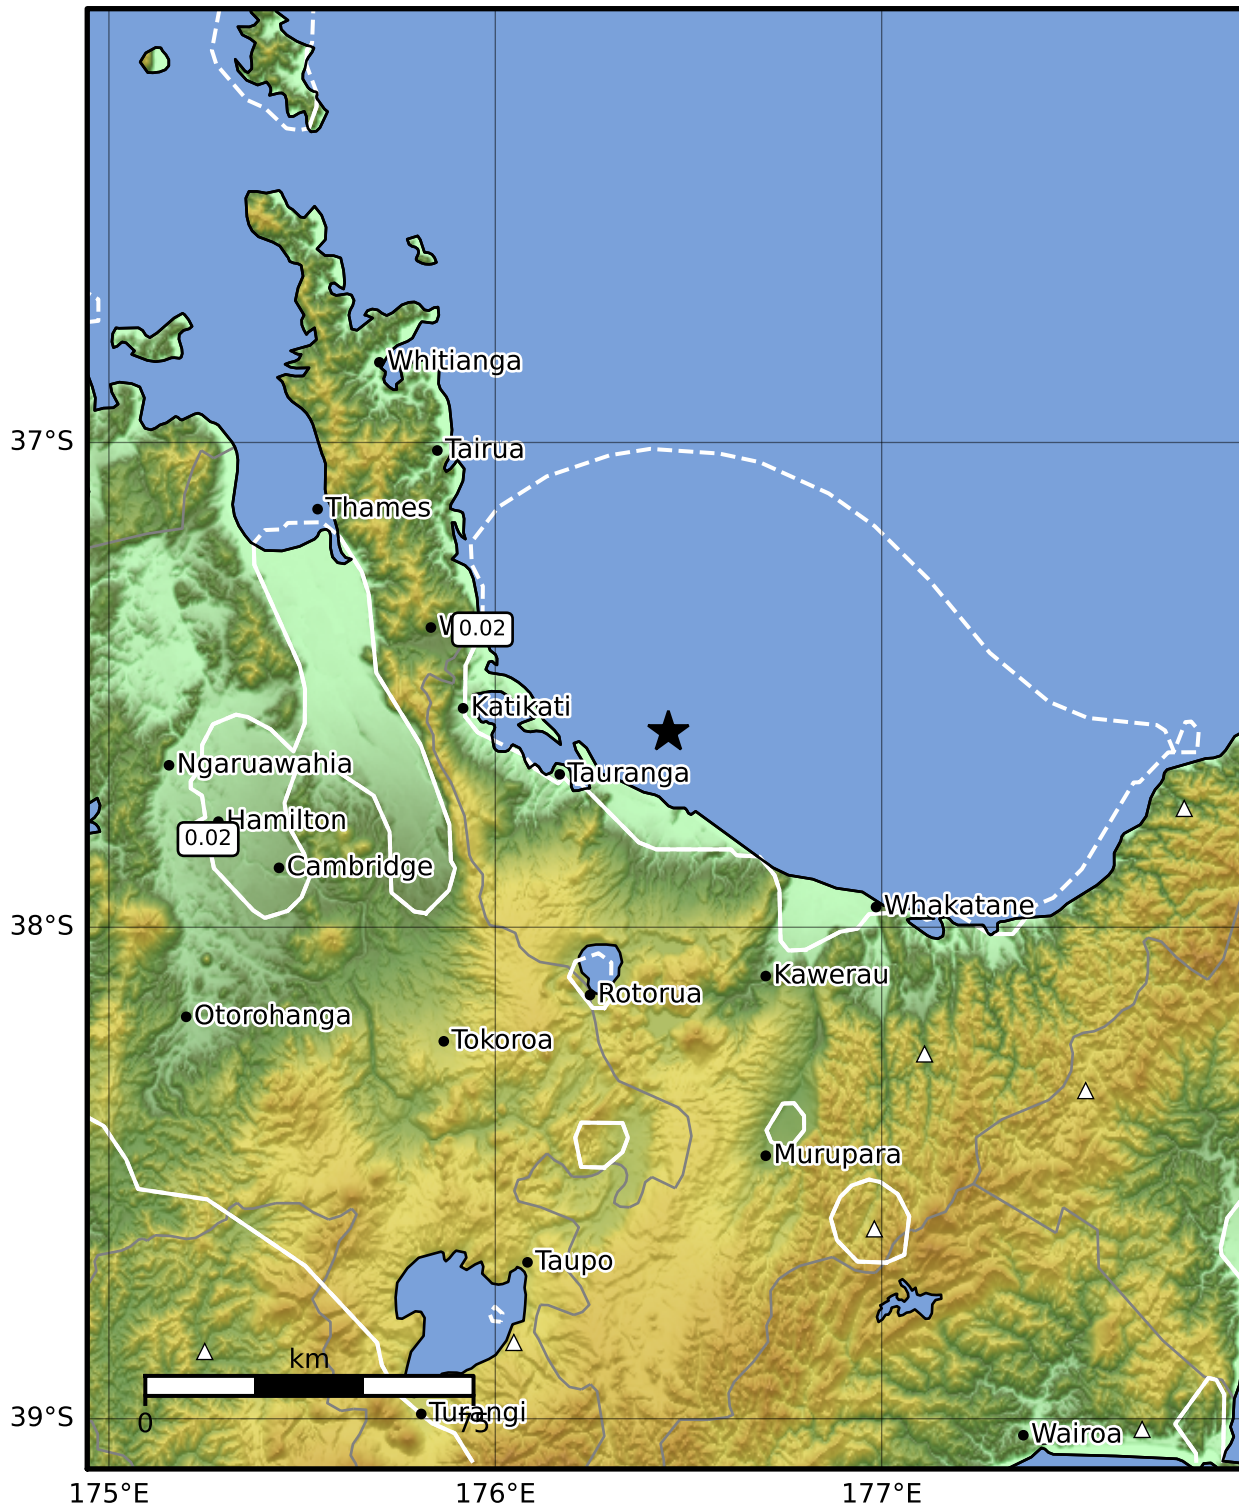 Whitianga
37°S
Tairua
Thames
0.02
Katikati
Ngaruawahia
Tauranga
Hamilton
0.02
Cambridge
Whakatane
38°S
Kawerau
Rotorua
Otorohanga
Tokoroa
Murupara
Taupo
km
0
75
Turangi
39°S
Wairoa
175°E
176°E
177°E